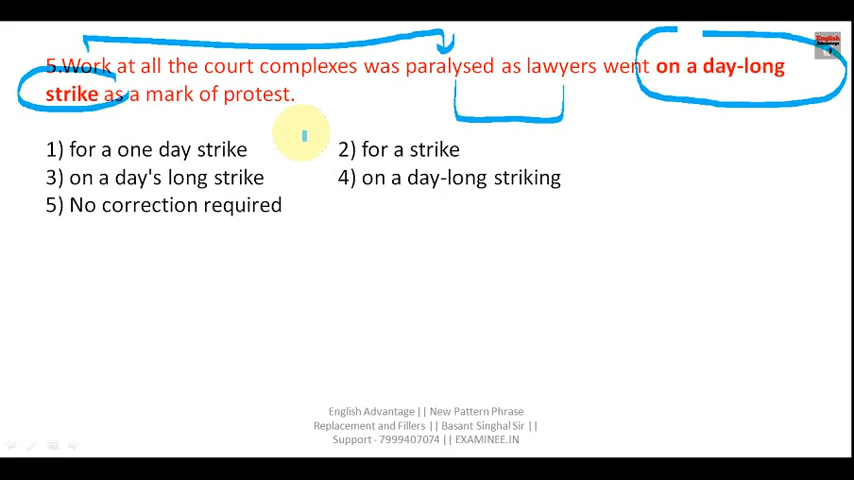 English
Advantage
5.Work at all the court complexes was paralysed as lawyers went on a day-long
strike as a mark of protest.
1) for a one day strike 2) for a strike
3) on a day's long strike 4) on a day-long striking
5) No correction required
English Advantage || New Pattern Phrase
Replacement and Fillers || Basant Singhal Sir ||
Support - 7999407074 || EXAMINEE.IN